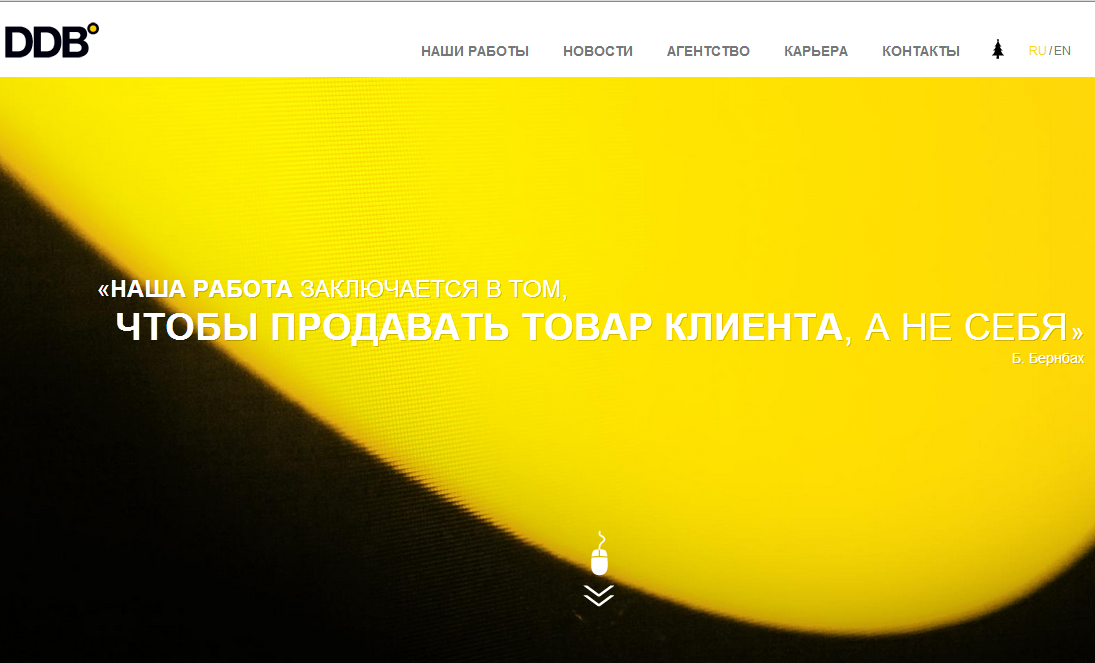 DDB
НАШИ РАБОТЫ НОВОСТИ АГЕНТСТВО КАРЬЕРА КОНТАКТЫ RU/EN
«НАША РАБОТА ЗАКЛЮЧАЕТСЯ В ТОМ,
ЧТОБЫ ПРОДАВАТЬ ТОВАР КЛИЕНТА, А НЕ СЕБЯ»
Б. Бернбах